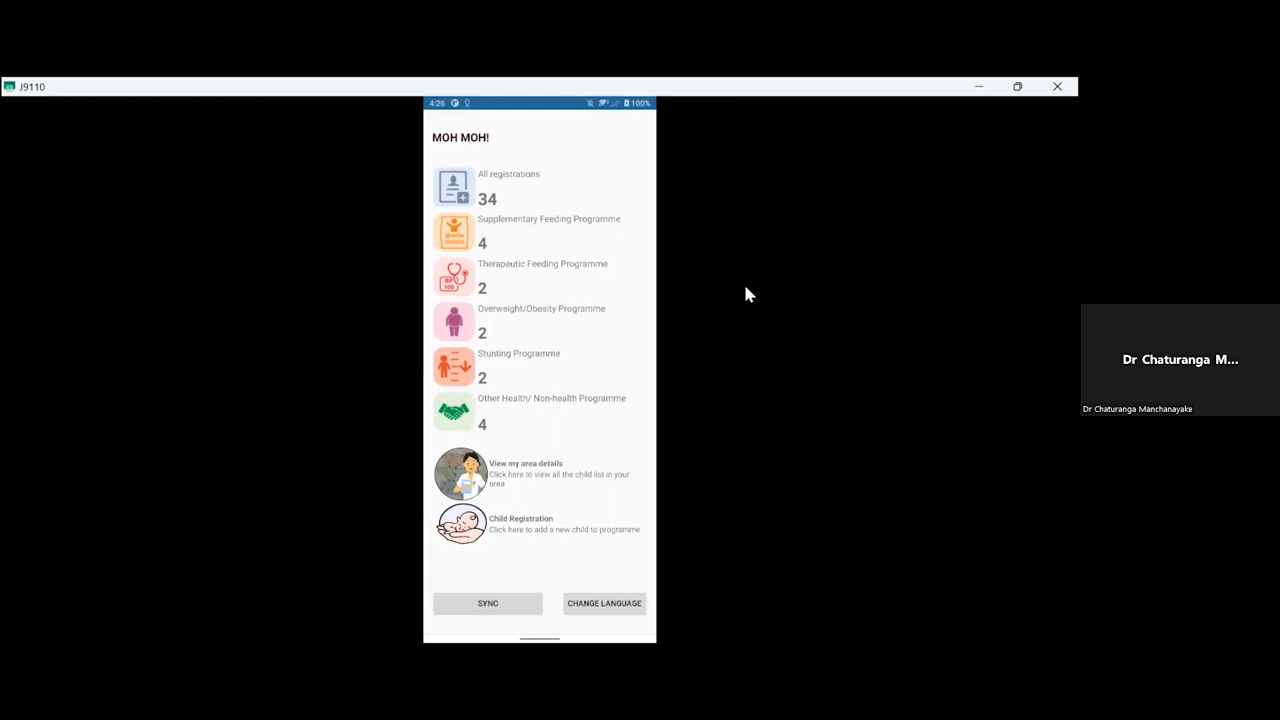 J9110
4:26
100%
MOH MOH!
All registrations
34
Supplementary Feeding Programme
4
Therapeutic Feeding Programme
2
BP
100
Overweight/Obesity Programme
2
Stunting Programme
2
Other Health/ Non-health Programme
4
View my area details
Click here to view all the child list in your
area
Child Registration
Click here to add a new child to programme
SYNC
CHANGE LANGUAGE
Dr Chaturanga M...
Dr Chaturanga Manchanayake